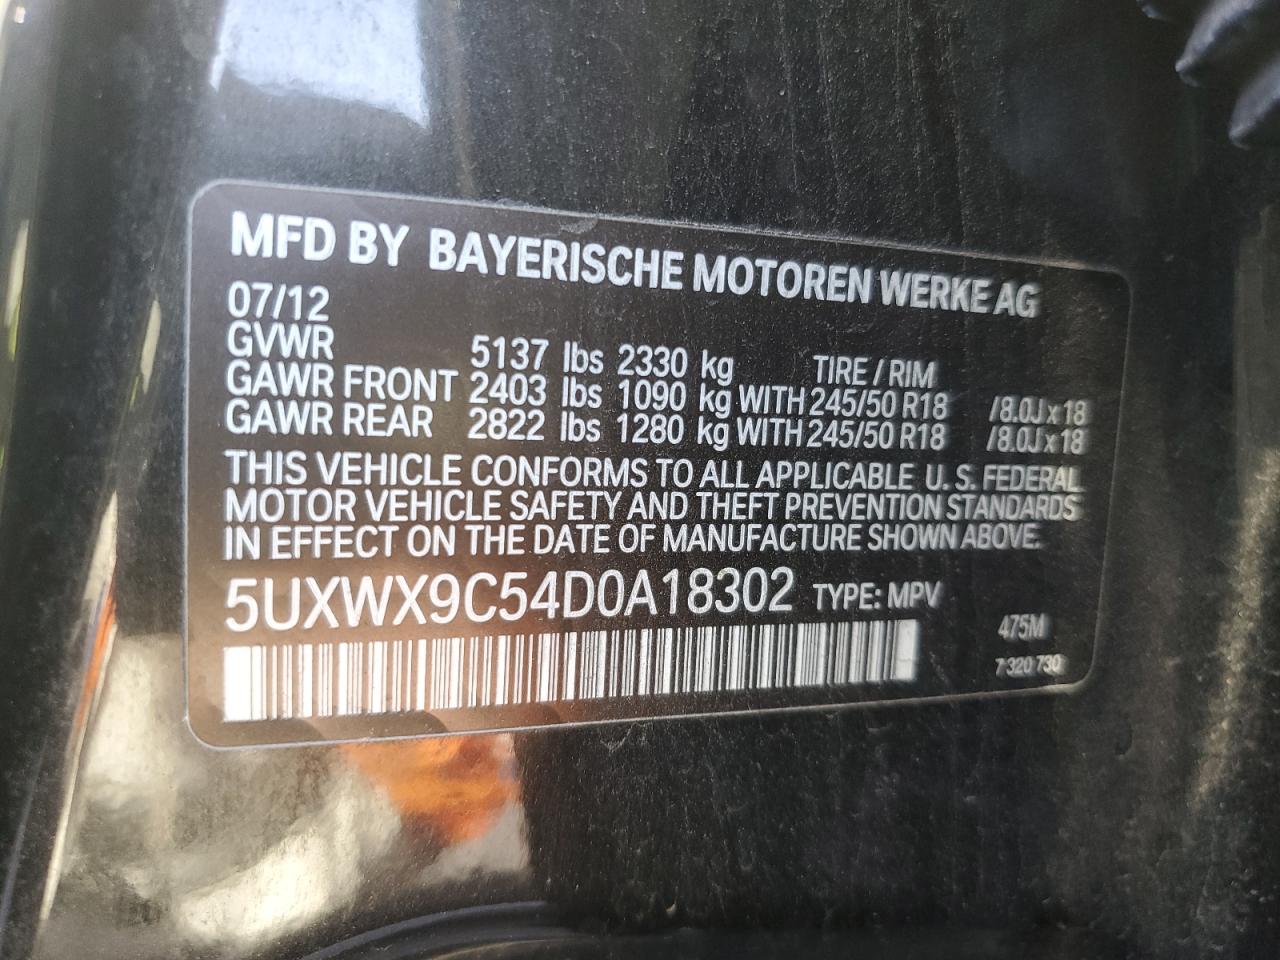 MFD BY BAYERISCHE MOTOREN WERKE AG
07/12
GVWR 5137 lbs 2330 kg TIRE / RIM
GAWR FRONT 2403 lbs 1090 kg WITH 245/50 R18 /8.0J x 18
GAWR REAR 2822 lbs 1280 kg WITH 245/50 R18 /8.0J x 18
THIS VEHICLE CONFORMS TO ALL APPLICABLE U. S. FEDERAL
MOTOR VEHICLE SAFETY AND THEFT PREVENTION STANDARDS
IN EFFECT ON THE DATE OF MANUFACTURE SHOWN ABOVE.
5UXWX9C54D0A18302 TYPE: MPV
475M
7 320 730